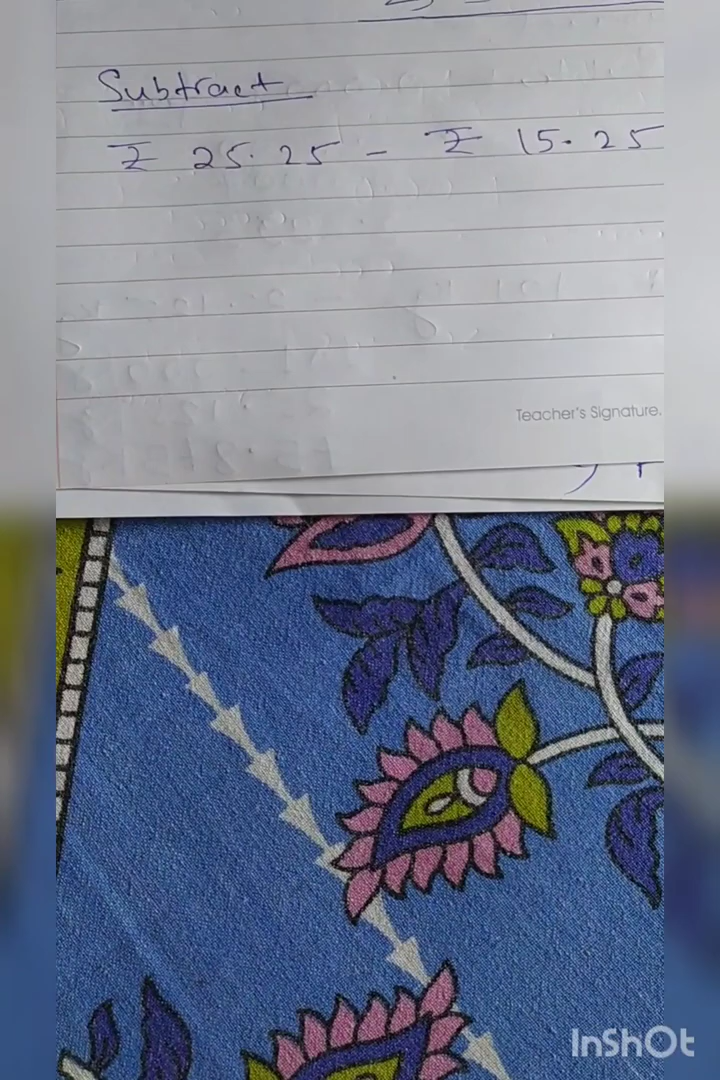 Subtract
₹ 25.25 - ₹ 15.25
Teacher's Signature.
InShOt